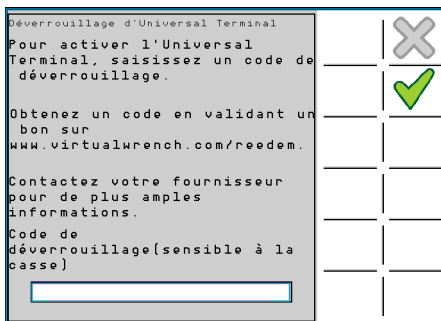 Déverrouillage d'Universal Terminal
Pour activer l'Universal
Terminal, saisissez un code de
déverrouillage.
Obtenez un code en validant un
bon sur
www.virtualwrench.com/reedem.
Contactez votre fournisseur
pour de plus amples
informations.
Code de
déverrouillage(sensible à la
casse)